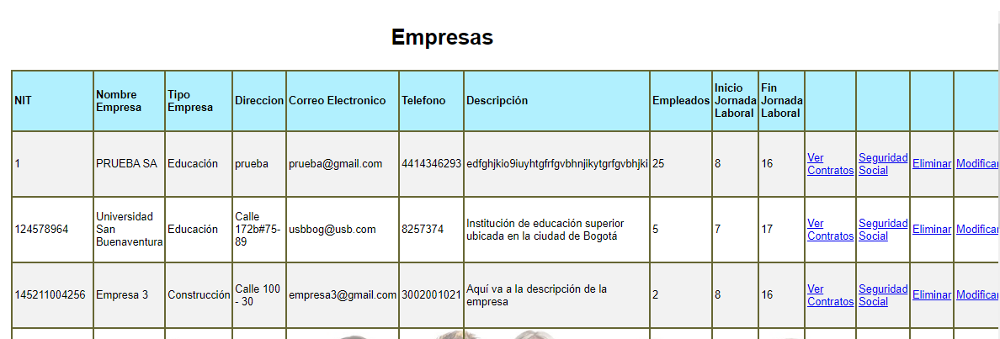 Empresas
NIT Nombre Empresa Tipo Empresa Direccion Correo Electronico Telefono Descripción Empleados Inicio Jornada Laboral Fin Jornada Laboral
1 PRUEBA SA Educación prueba prueba@gmail.com 4414346293 edfghjkio9iuyhtgfrfgvbhnjikytgrfgvbhjki 25 8 16 Ver Contratos Seguridad Social Eliminar Modificar
124578964 Universidad San Buenaventura Educación Calle 172b#75-89 usbbog@usb.com 8257374 Institución de educación superior ubicada en la ciudad de Bogotá 5 7 17 Ver Contratos Seguridad Social Eliminar Modificar
145211004256 Empresa 3 Construcción Calle 100 - 30 empresa3@gmail.com 3002001021 Aquí va a la descripción de la empresa 2 8 16 Ver Contratos Seguridad Social Eliminar Modificar